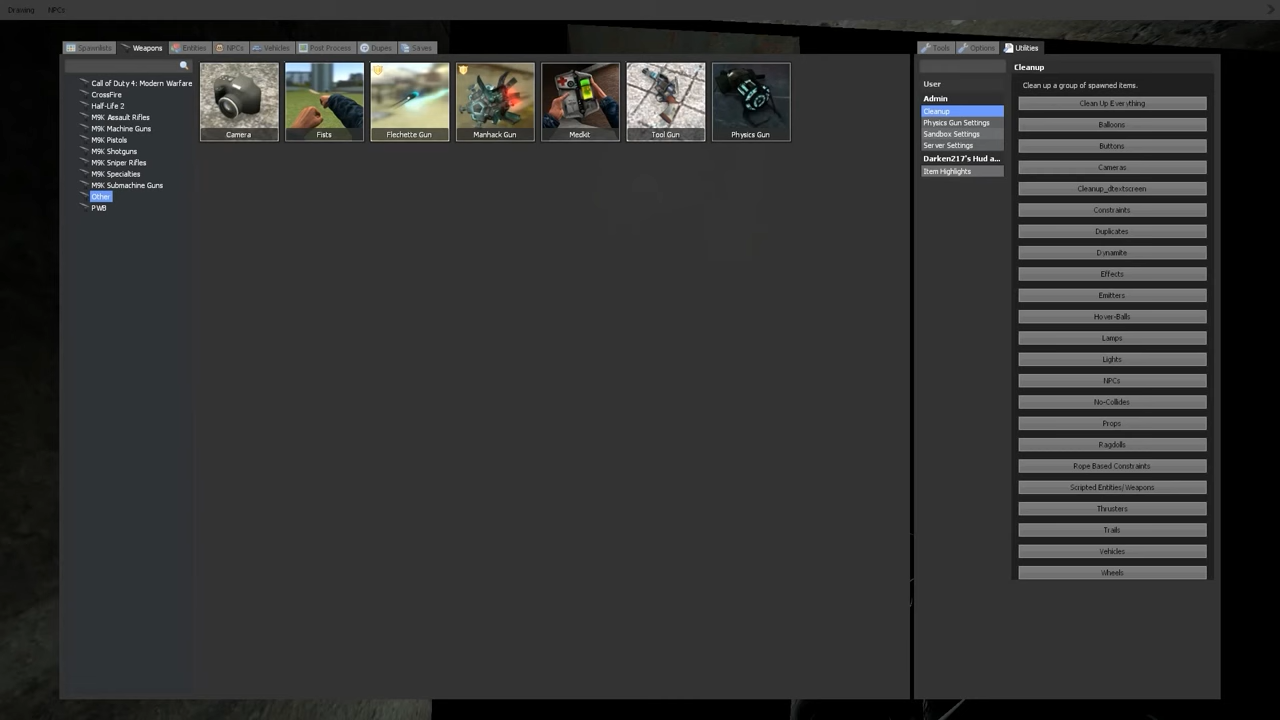 Drawing NPCs
Spawnlists Weapons Entities NPCs Vehicles Post Process Dupes Saves
Call of Duty 4: Modern Warfare
CrossFire
Half-Life 2
M9K Assault Rifles
M9K Machine Guns
M9K Pistols
M9K Shotguns
M9K Sniper Rifles
M9K Specialties
M9K Submachine Guns
Other
PWB
Camera
Fists
Flechette Gun
Manhack Gun
Medkit
Tool Gun
Physics Gun
Tools Options Utilities
User
Admin
Cleanup
Physics Gun Settings
Sandbox Settings
Server Settings
Darken217's Hud a...
Item Highlights
Cleanup
Clean up a group of spawned items.
Clean Up Everything
Balloons
Buttons
Cameras
Cleanup_dtextscreen
Constraints
Duplicates
Dynamite
Effects
Emitters
Hover-Balls
Lamps
Lights
NPCs
No-Collides
Props
Ragdolls
Rope Based Constraints
Scripted Entities/Weapons
Thrusters
Trails
Vehicles
Wheels